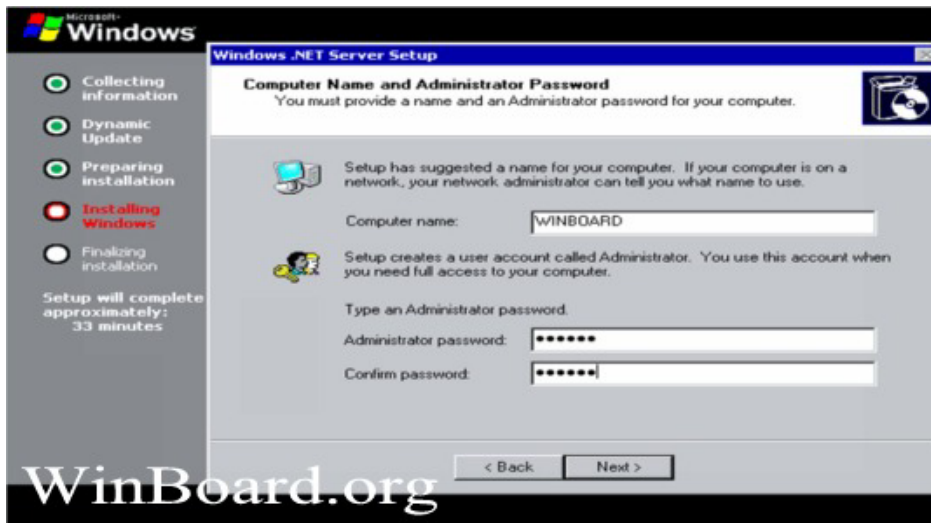 Microsoft
Windows
Windows .NET Server Setup
Collecting
information
Dynamic
Update
Preparing
installation
Installing
Windows
Finalizing
installation
Setup will complete
approximately:
33 minutes
Computer Name and Administrator Password
You must provide a name and an Administrator password for your computer.
Setup has suggested a name for your computer. If your computer is on a
network, your network administrator can tell you what name to use.
Computer name:
WINBOARD
Setup creates a user account called Administrator. You use this account when
you need full access to your computer.
Type an Administrator password.
Administrator password:
••••••
Confirm password:
••••••
< Back
Next >
WinBoard.org